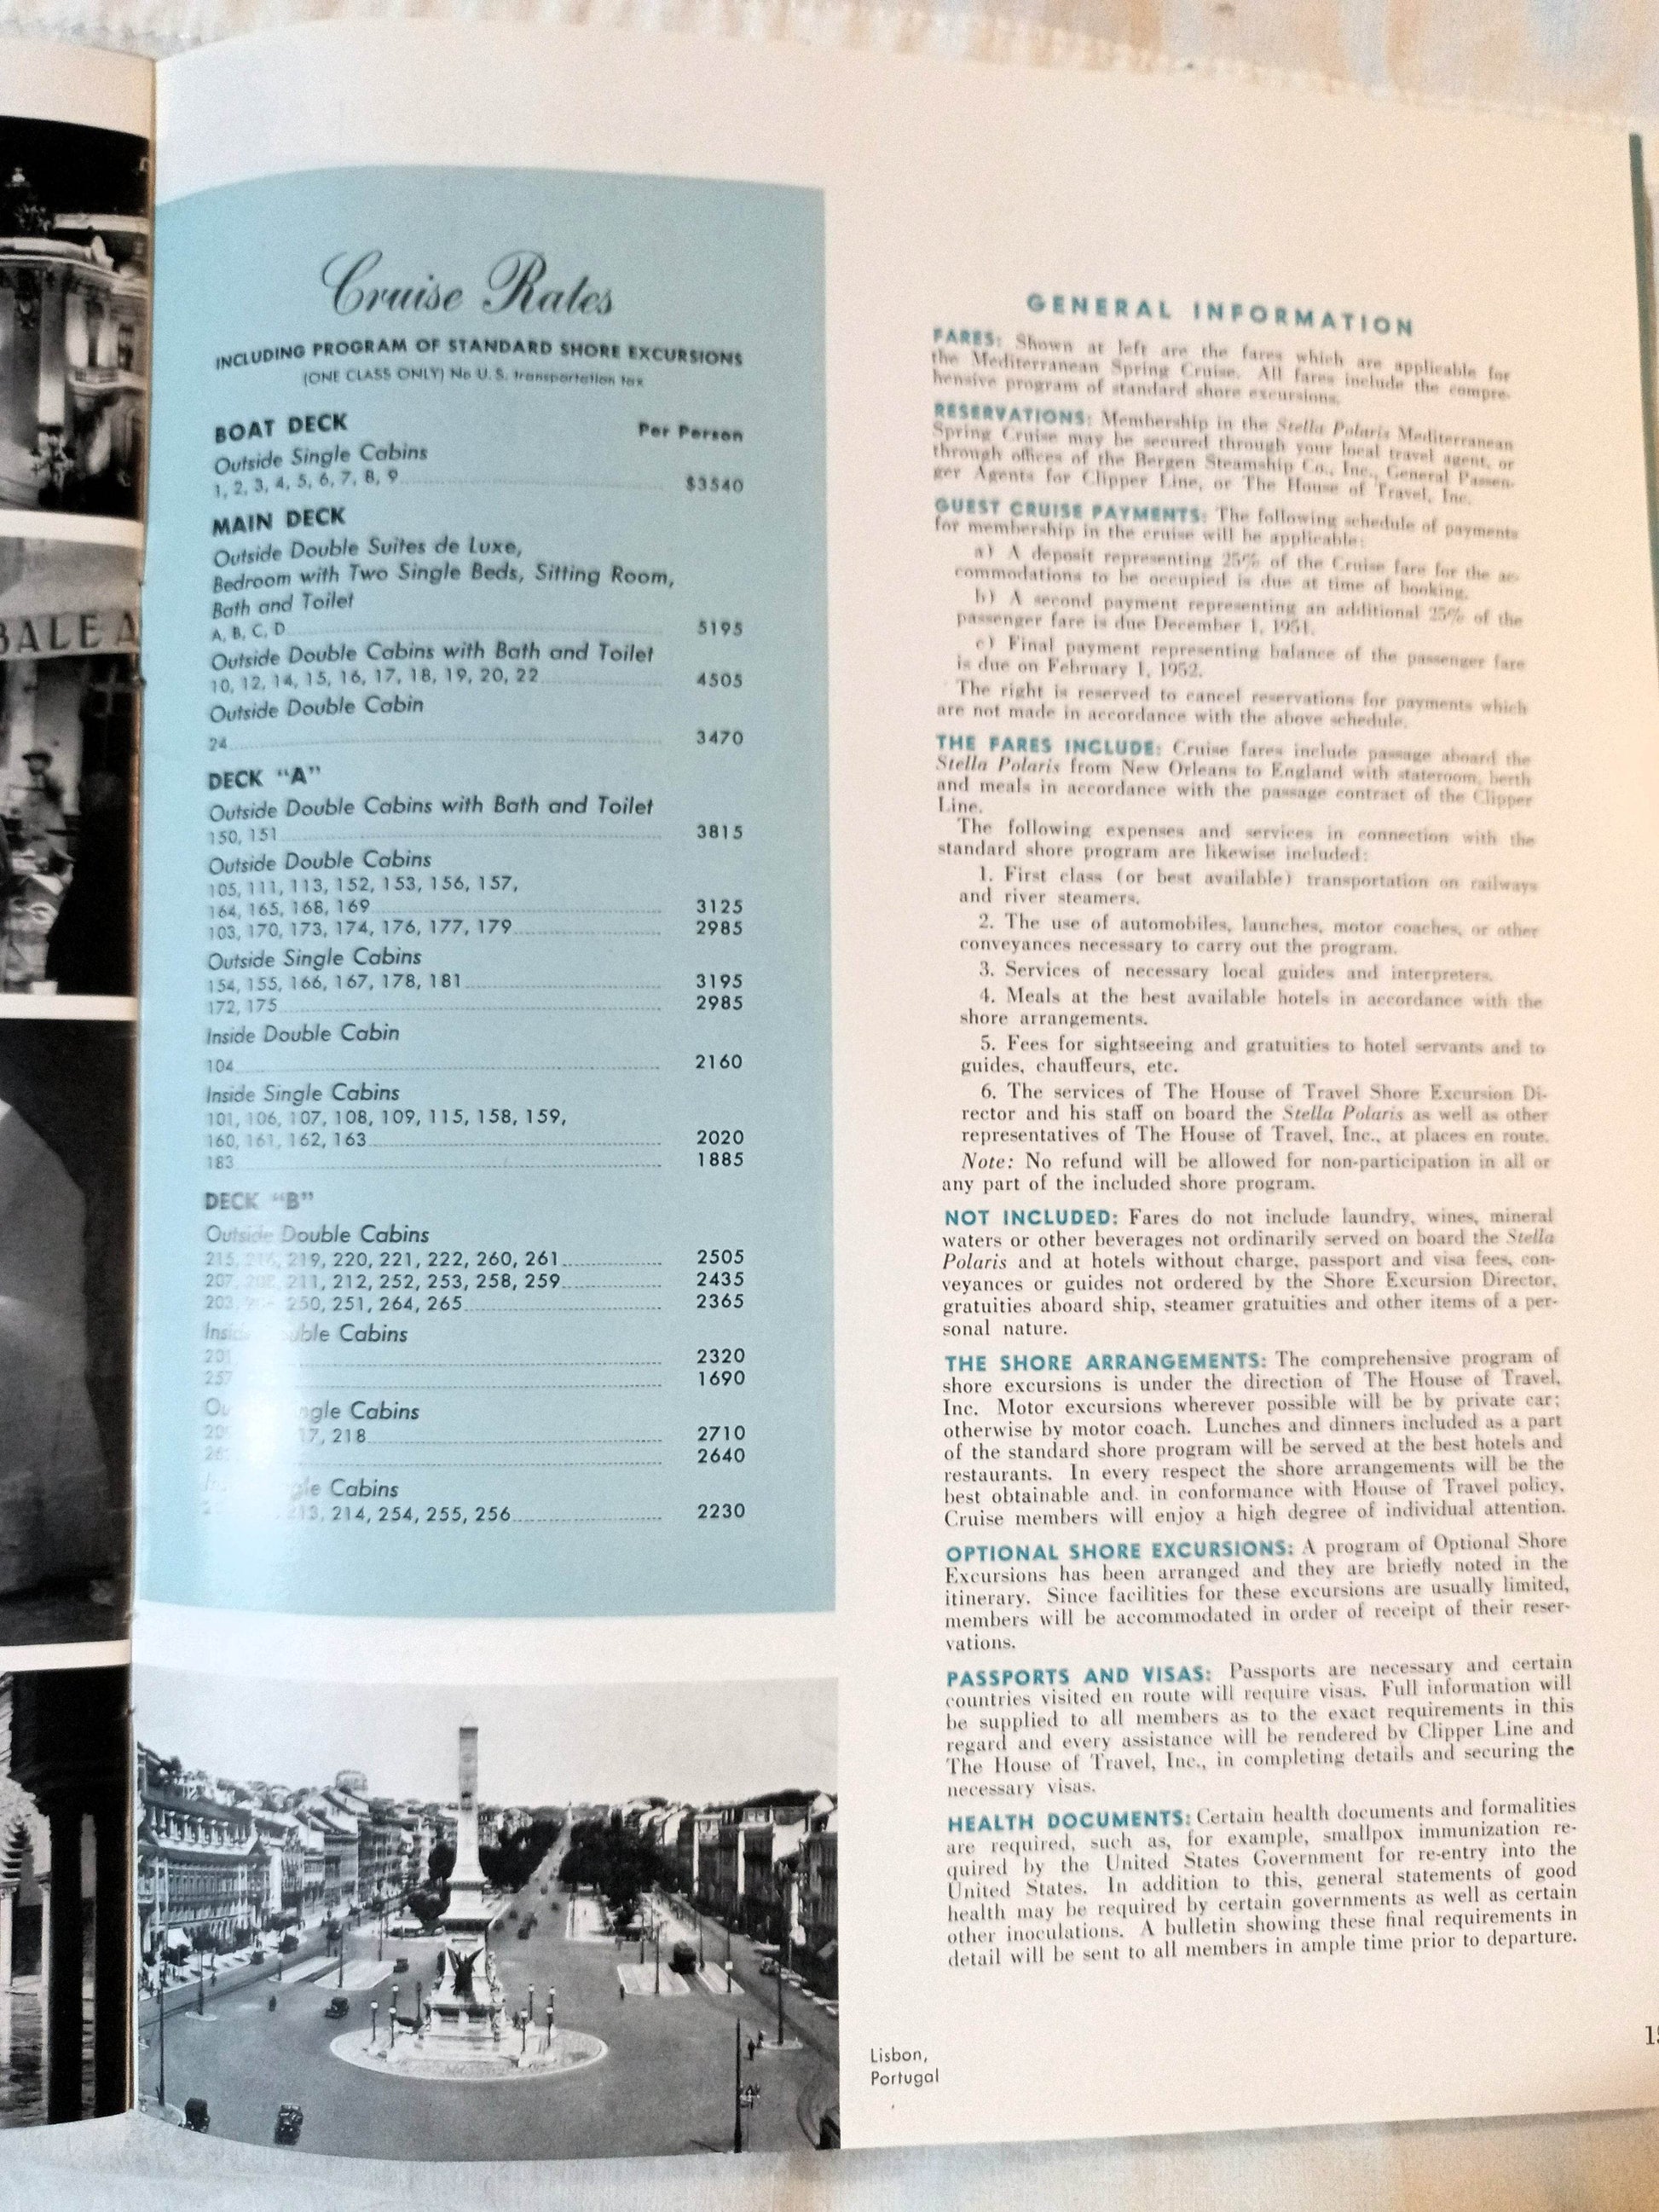 BALEA
Cruise Rates
INCLUDING PROGRAM OF STANDARD SHORE EXCURSIONS
(ONE CLASS ONLY) No U. S. transportation tax
BOAT DECK
Per Person
Outside Single Cabins
1, 2, 3, 4, 5, 6, 7, 8, 9 $3540
MAIN DECK
Outside Double Suites de Luxe,
Bedroom with Two Single Beds, Sitting Room,
Bath and Toilet
A, B, C, D 5195
Outside Double Cabins with Bath and Toilet
10, 12, 14, 15, 16, 17, 18, 19, 20, 22 4505
Outside Double Cabin
24 3470
DECK "A"
Outside Double Cabins with Bath and Toilet
150, 151 3815
Outside Double Cabins
105, 111, 113, 152, 153, 156, 157,
164, 165, 168, 169 3125
103, 170, 173, 174, 176, 177, 179 2985
Outside Single Cabins
154, 155, 166, 167, 178, 181 3195
172, 175 2985
Inside Double Cabin
104 2160
Inside Single Cabins
101, 106, 107, 108, 109, 115, 158, 159,
160, 161, 162, 163 2020
183 1885
DECK "B"
Outside Double Cabins
215, 219, 220, 221, 222, 260, 261 2505
207, 211, 212, 252, 253, 258, 259 2435
203, 250, 251, 264, 265 2365
Cabins
201 2320
257 1690
Cabins
218 2710
2640
Cabins
213, 214, 254, 255, 256 2230
GENERAL INFORMATION
FARES: Shown at left are the fares which are applicable for
the Mediterranean Spring Cruise. All fares include the compre-
hensive program of standard shore excursions.
RESERVATIONS: Membership in the Stella Polaris Mediterranean
Spring Cruise may be secured through your local travel agent, or
through offices of the Bergen Steamship Co., Inc., General Passen-
ger Agents for Clipper Line, or The House of Travel, Inc.
GUEST CRUISE PAYMENTS: The following schedule of payments
for membership in the cruise will be applicable:
a) A deposit representing 25% of the Cruise fare for the ac-
commodations to be occupied is due at time of booking.
b) A second payment representing an additional 25% of the
passenger fare is due December 1, 1951.
c) Final payment representing balance of the passenger fare
is due on February 1, 1952.
The right is reserved to cancel reservations for payments which
are not made in accordance with the above schedule.
THE FARES INCLUDE: Cruise fares include passage aboard the
Stella Polaris from New Orleans to England with stateroom, berth
and meals in accordance with the passage contract of the Clipper
Line.
The following expenses and services in connection with the
standard shore program are likewise included:
1. First class (or best available) transportation on railways
and river steamers.
2. The use of automobiles, launches, motor coaches, or other
conveyances necessary to carry out the program.
3. Services of necessary local guides and interpreters.
4. Meals at the best available hotels in accordance with the
shore arrangements.
5. Fees for sightseeing and gratuities to hotel servants and to
guides, chauffeurs, etc.
6. The services of The House of Travel Shore Excursion Di-
rector and his staff on board the Stella Polaris as well as other
representatives of The House of Travel, Inc., at places en route.
Note: No refund will be allowed for non-participation in all or
any part of the included shore program.
NOT INCLUDED: Fares do not include laundry, wines, mineral
waters or other beverages not ordinarily served on board the Stella
Polaris and at hotels without charge, passport and visa fees, con-
veyances or guides not ordered by the Shore Excursion Director,
gratuities aboard ship, steamer gratuities and other items of a per-
sonal nature.
THE SHORE ARRANGEMENTS: The comprehensive program of
shore excursions is under the direction of The House of Travel,
Inc. Motor excursions wherever possible will be by private car;
otherwise by motor coach. Lunches and dinners included as a part
of the standard shore program will be served at the best hotels and
restaurants. In every respect the shore arrangements will be the
best obtainable and. in conformance with House of Travel policy,
Cruise members will enjoy a high degree of individual attention.
OPTIONAL SHORE EXCURSIONS: A program of Optional Shore
Excursions has been arranged and they are briefly noted in the
itinerary. Since facilities for these excursions are usually limited,
members will be accommodated in order of receipt of their reser-
vations.
PASSPORTS AND VISAS: Passports are necessary and certain
countries visited en route will require visas. Full information will
be supplied to all members as to the exact requirements in this
regard and every assistance will be rendered by Clipper Line and
The House of Travel, Inc., in completing details and securing the
necessary visas.
HEALTH DOCUMENTS: Certain health documents and formalities
are required, such as, for example, smallpox immunization re-
quired by the United States Government for re-entry into the
United States. In addition to this, general statements of good
health may be required by certain governments as well as certain
other inoculations. A bulletin showing these final requirements in
detail will be sent to all members in ample time prior to departure.
Lisbon,
Portugal